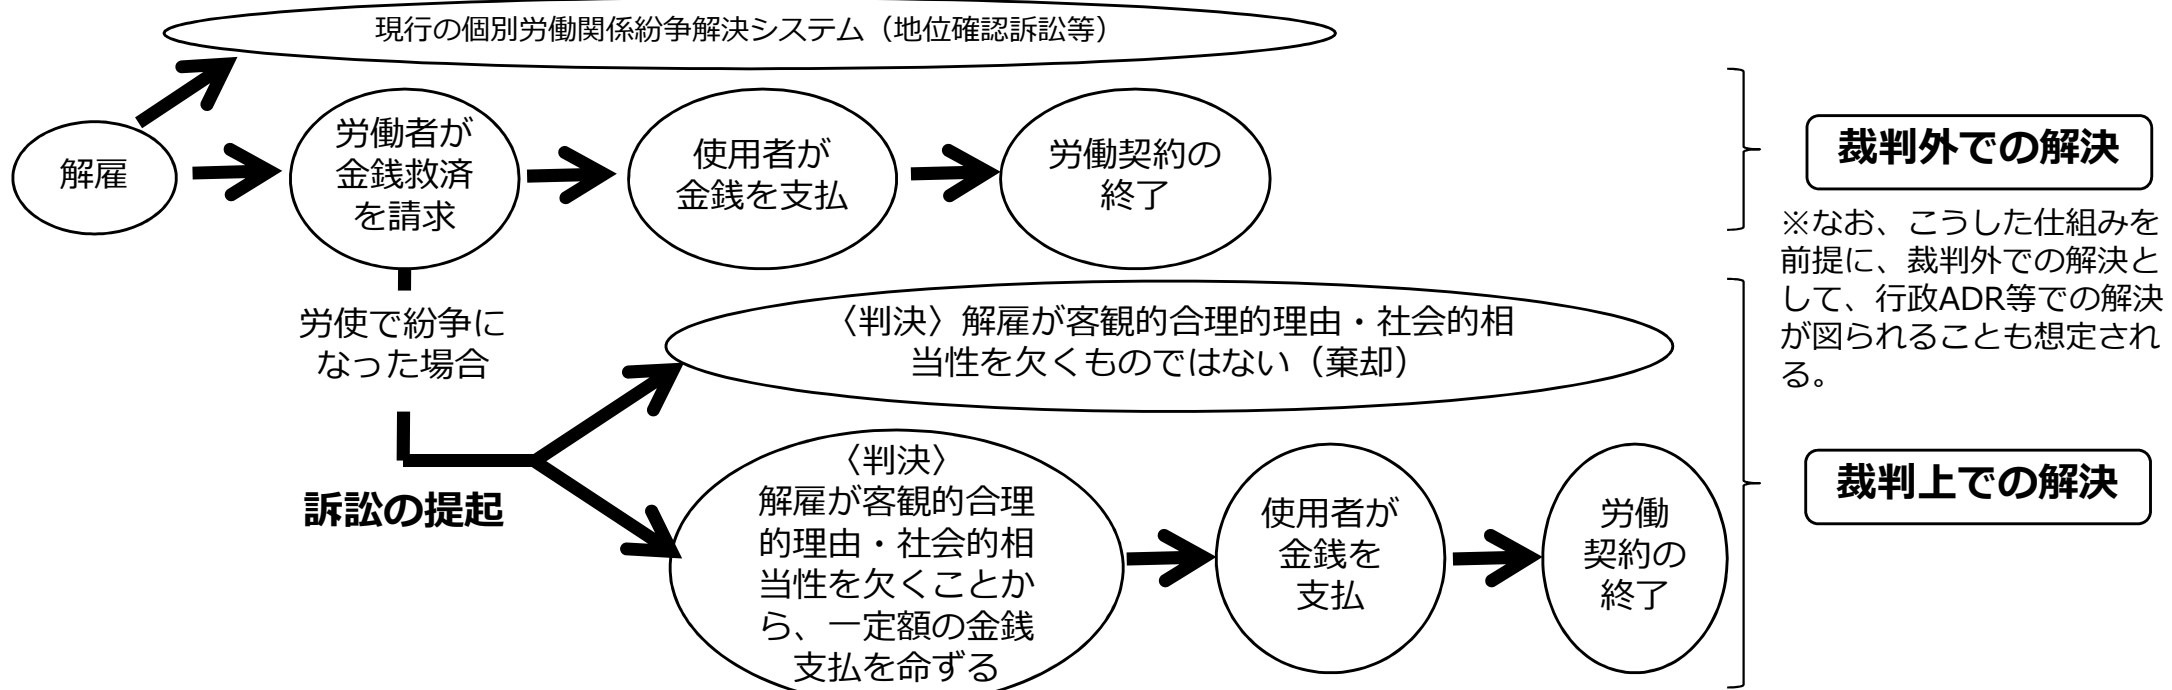 現行の個別労働関係紛争解決システム（地位確認訴訟等）
解雇
労働者が
金銭救済
を請求
使用者が
金銭を支払
労働契約の
終了
裁判外での解決
※なお、こうした仕組みを
前提に、裁判外での解決と
して、行政ADR等での解決
が図られることも想定され
る。
労使で紛争に
なった場合
訴訟の提起
〈判決〉解雇が客観的合理的理由・社会的相
当性を欠くものではない（棄却）
〈判決〉
解雇が客観的合理
的理由・社会的相
当性を欠くことか
ら、一定額の金銭
支払を命ずる
使用者が
金銭を
支払
労働
契約の
終了
裁判上での解決